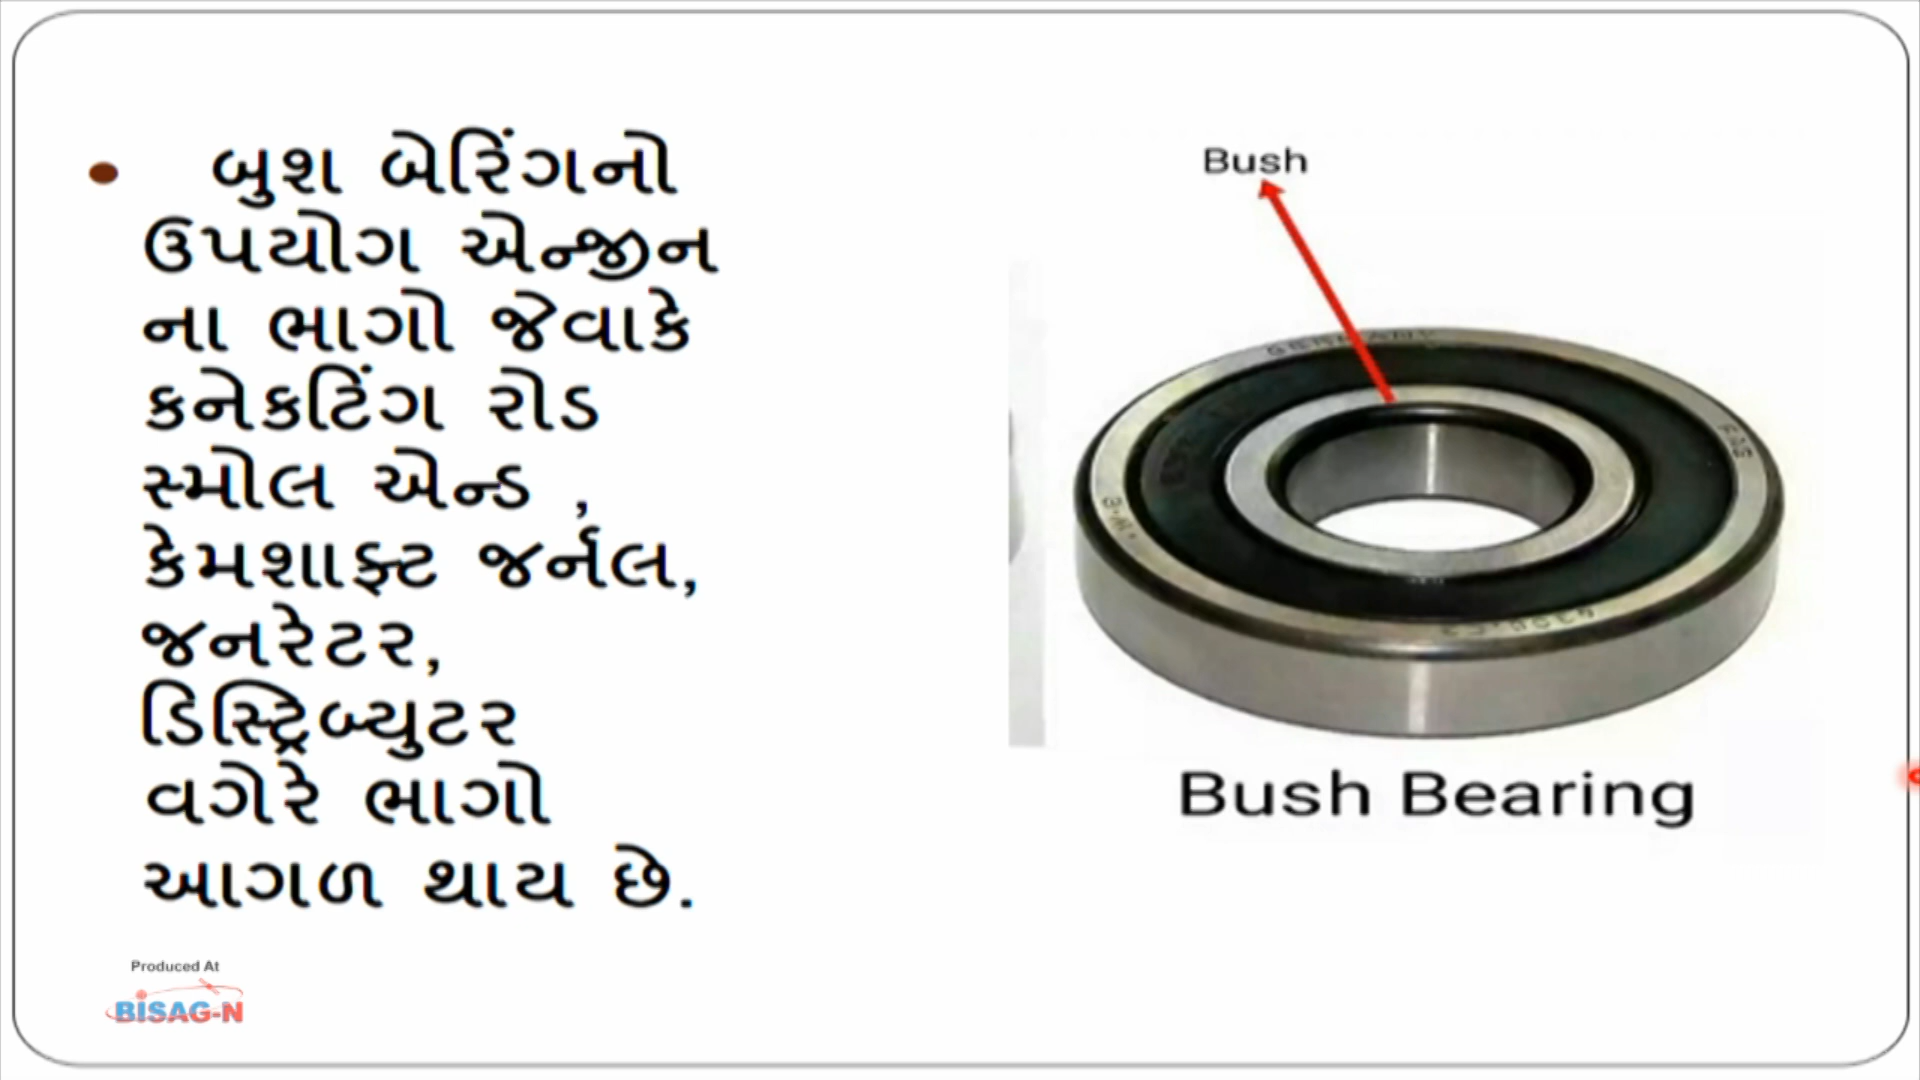 • બુશ બેરિંગનો
ઉપયોગ એન્જીન
ના ભાગો જેવાકે
કનેકટિંગ રોડ
સ્મોલ એન્ડ ,
કેમશાફ્ટ જર્નલ,
જનરેટર,
ડિસ્ટ્રિબ્યુટર
વગેરે ભાગો
આગળ થાય છે.
Bush
FAG
Bush Bearing
Produced At
BISAG-N